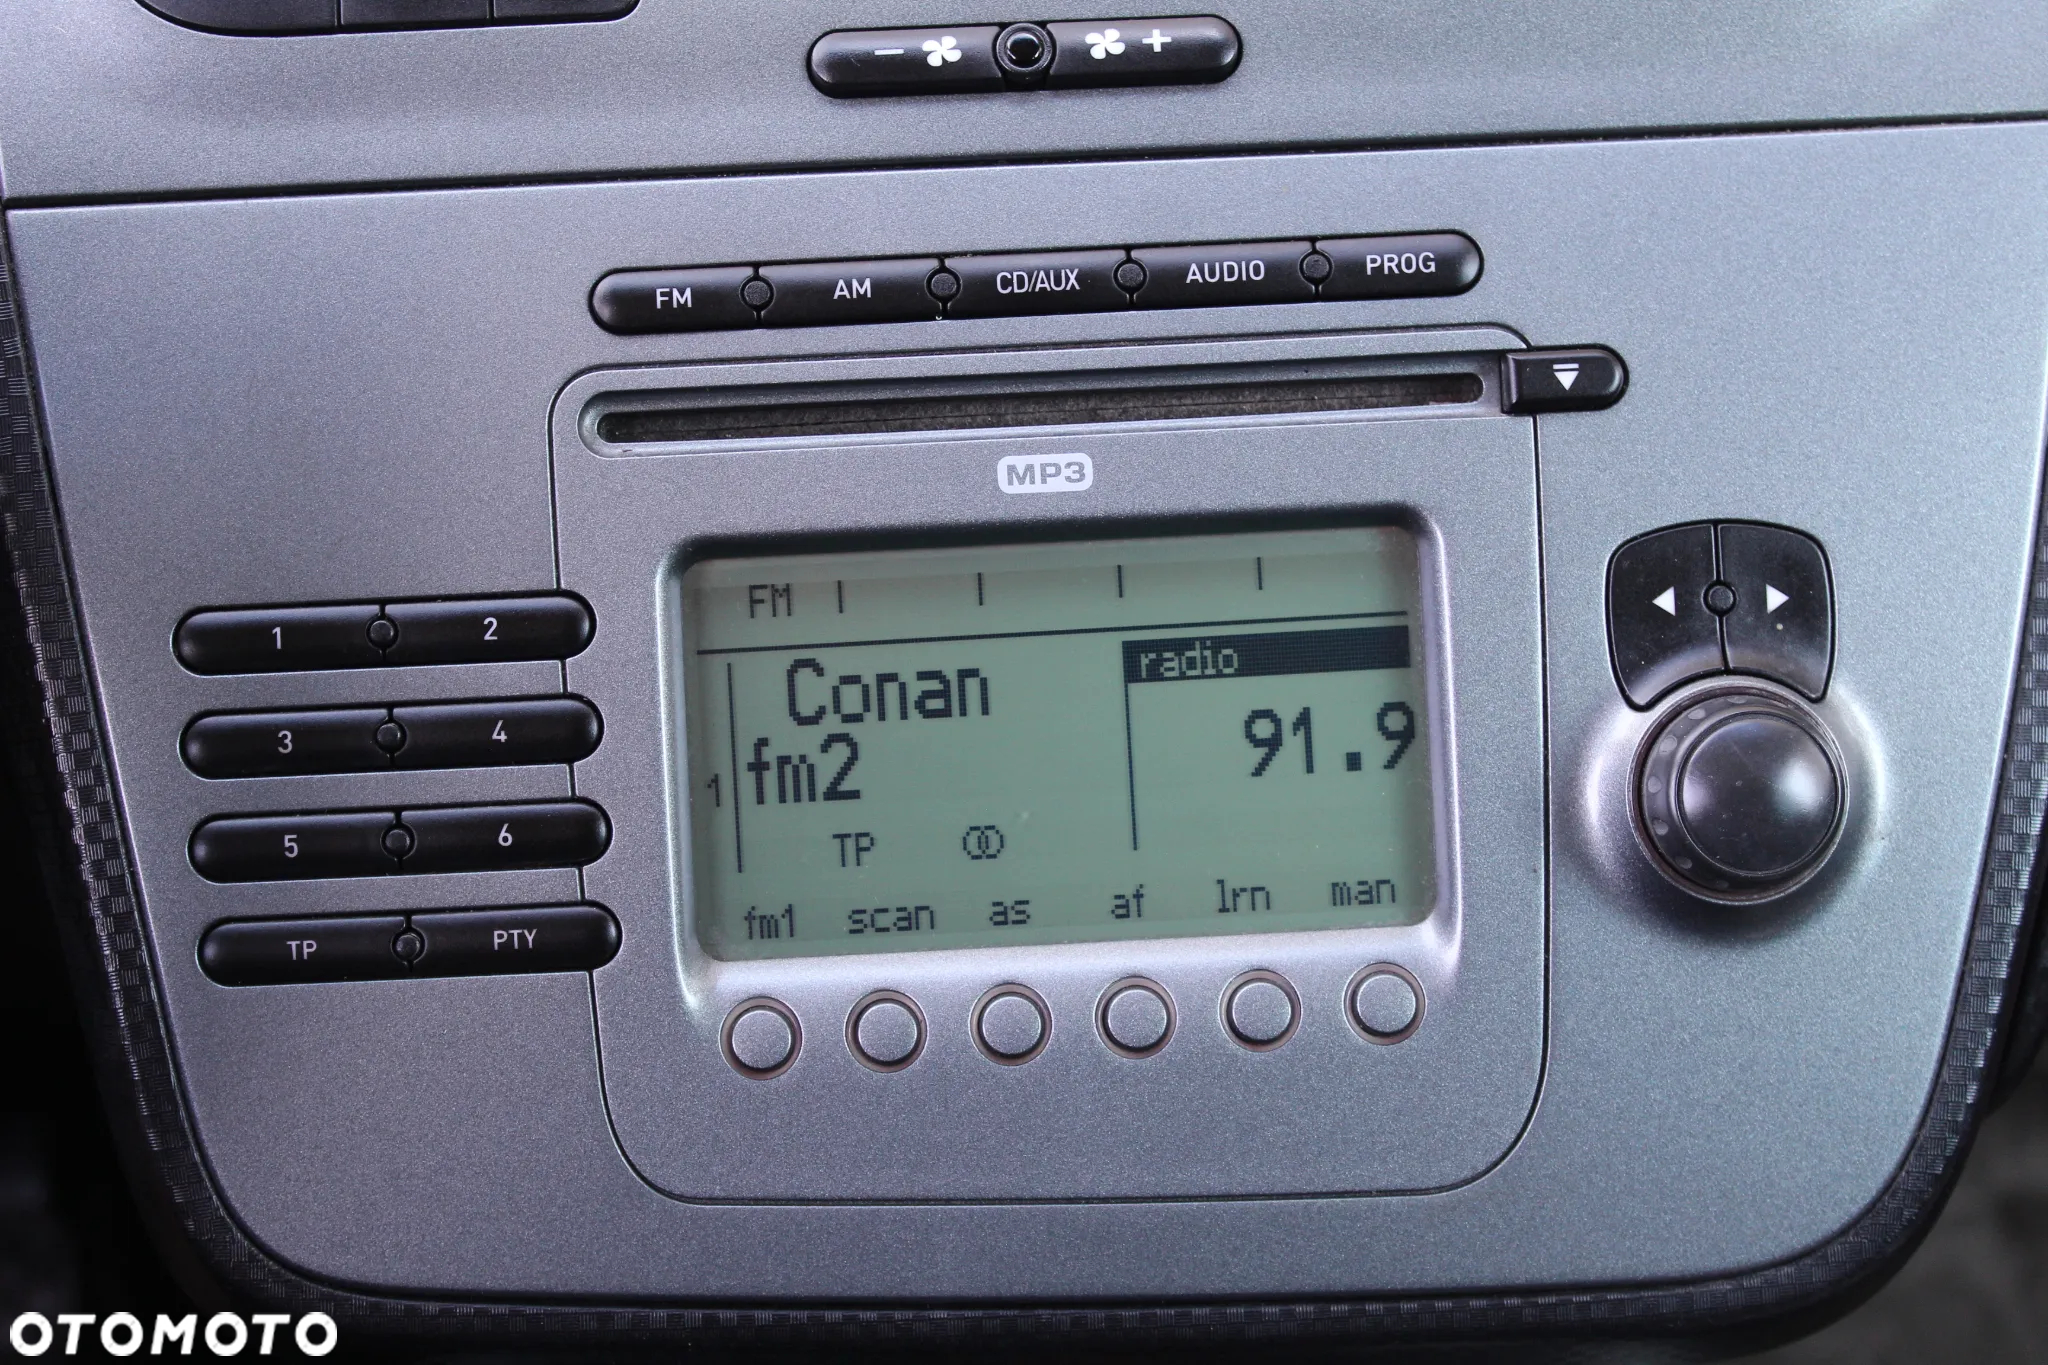 - +
FM AM CD/AUX AUDIO PROG
MP3
FM
Conan
radio
91.9
1 fm2
TP
fm1 scan as af lrn man
1 2
3 4
5 6
TP PTY
OTOMOTO